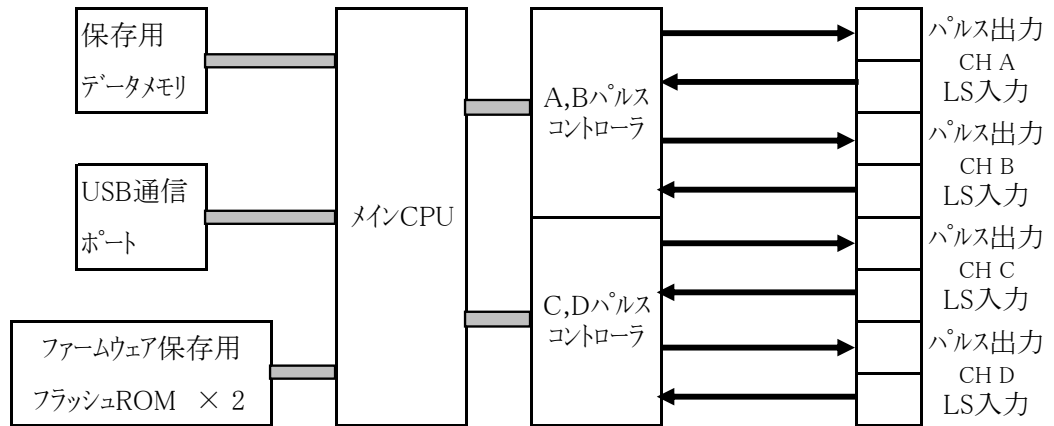 保存用
データメモリ
USB通信
ポート
ファームウェア保存用
フラッシュROM × 2
メインCPU
A,Bパルス
コントローラ
C,Dパルス
コントローラ
パルス出力
CH A
LS入力
パルス出力
CH B
LS入力
パルス出力
CH C
LS入力
パルス出力
CH D
LS入力